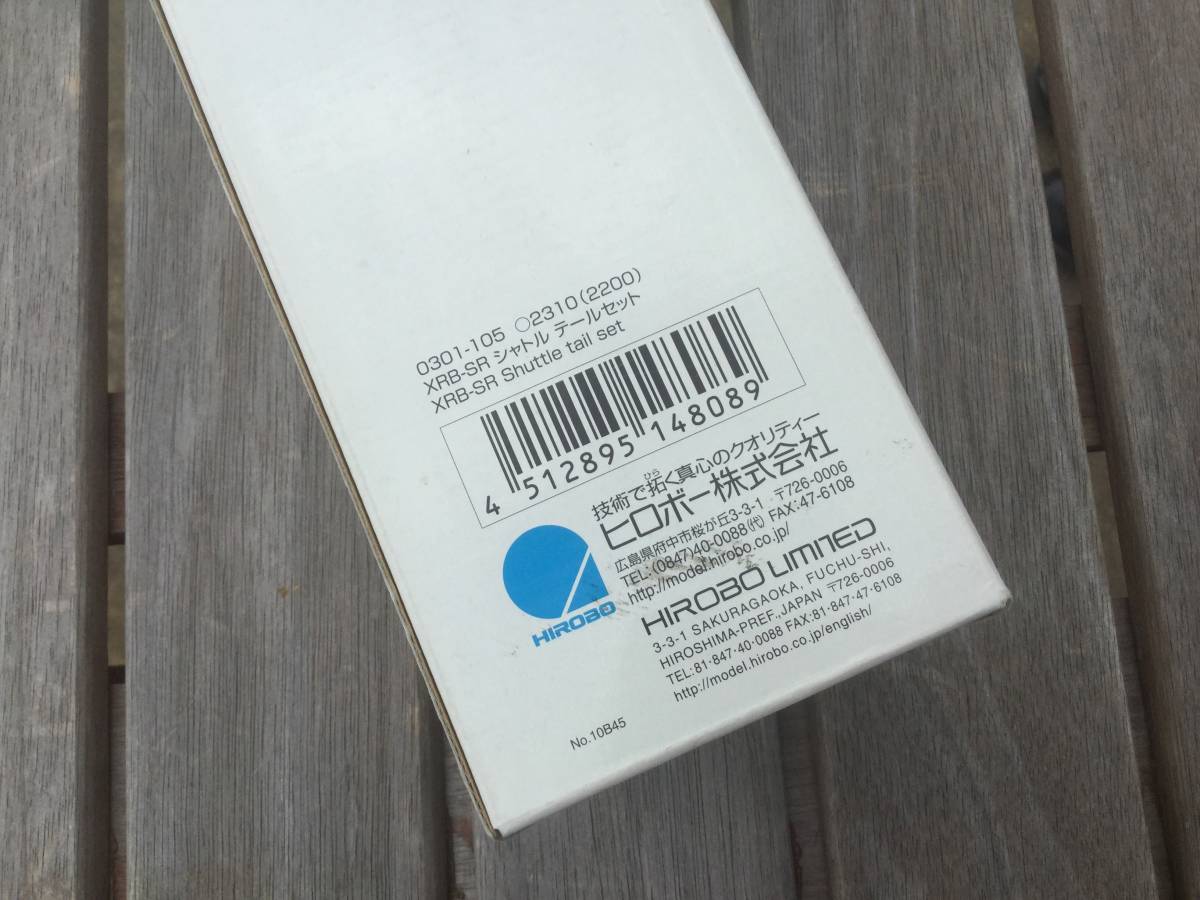 0301-105 ○2310(2200)
XRB-SR シャトル テールセット
XRB-SR Shuttle tail set
4 512895 148089
技術で拓く真心のクオリティー
ひら
ヒロボー株式会社
広島県府中市桜が丘3-3-1 〒726-0006
TEL:(0847)40-0088(代) FAX:47-6108
http://model.hirobo.co.jp/
HIROBO
HIROBO LIMITED
3-3-1 SAKURAGAOKA, FUCHU-SHI,
HIROSHIMA-PREF.,JAPAN 〒726-0006
TEL:81-847-40-0088 FAX:81-847-47-6108
http://model.hirobo.co.jp/english/
No.10B45